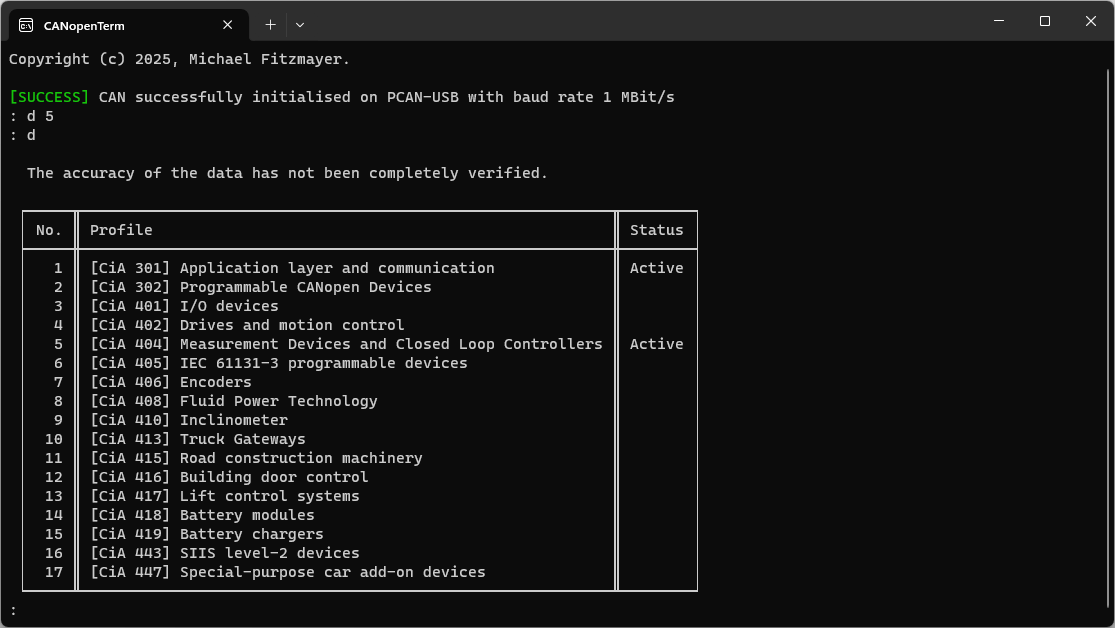 CANopenTerm
Copyright (c) 2025, Michael Fitzmayer.
[SUCCESS] CAN successfully initialised on PCAN-USB with baud rate 1 MBit/s
: d 5
: d
The accuracy of the data has not been completely verified.
No. Profile Status
1 [CiA 301] Application layer and communication Active
2 [CiA 302] Programmable CANopen Devices
3 [CiA 401] I/O devices
4 [CiA 402] Drives and motion control
5 [CiA 404] Measurement Devices and Closed Loop Controllers Active
6 [CiA 405] IEC 61131-3 programmable devices
7 [CiA 406] Encoders
8 [CiA 408] Fluid Power Technology
9 [CiA 410] Inclinometer
10 [CiA 413] Truck Gateways
11 [CiA 415] Road construction machinery
12 [CiA 416] Building door control
13 [CiA 417] Lift control systems
14 [CiA 418] Battery modules
15 [CiA 419] Battery chargers
16 [CiA 443] SIIS level-2 devices
17 [CiA 447] Special-purpose car add-on devices
: